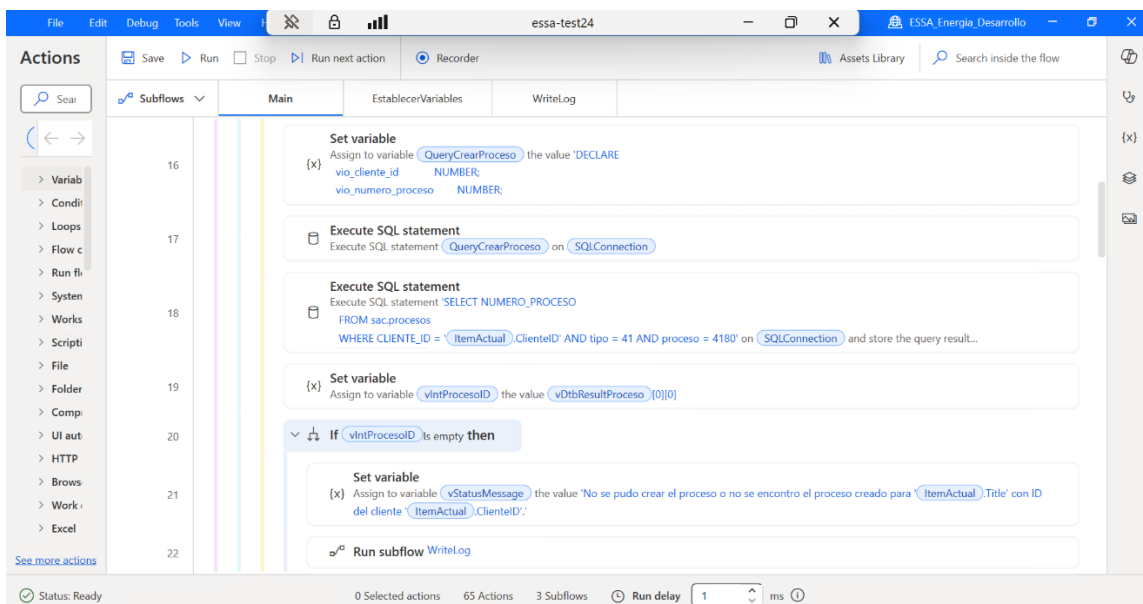 File Edit Debug Tools View H essa-test24 ESSA_Energia_Desarrollo
Actions Save Run Stop Run next action Recorder Assets Library Search inside the flow
Sear Subflows Main EstablecerVariables WriteLog
Variab
Condit
Loops
Flow c
Run flo
System
Works
Scripti
File
Folder
Compr
UI aut
HTTP
Brows
Work
Excel
See more actions
16
Set variable
{x} Assign to variable QueryCrearProceso the value 'DECLARE
vio_cliente_id NUMBER;
vio_numero_proceso NUMBER;
17
Execute SQL statement
Execute SQL statement QueryCrearProceso on SQLConnection
18
Execute SQL statement
Execute SQL statement 'SELECT NUMERO_PROCESO
FROM sac.procesos
WHERE CLIENTE_ID = ' ItemActual .ClienteID' AND tipo = 41 AND proceso = 4180' on SQLConnection and store the query result...
19
Set variable
{x} Assign to variable vIntProcesoID the value vDtbResultProceso [0][0]
20
If vIntProcesoID Is empty then
21
Set variable
{x} Assign to variable vStatusMessage the value 'No se pudo crear el proceso o no se encontro el proceso creado para ' ItemActual .Title' con ID
del cliente ' ItemActual .ClienteID'.'
22
Run subflow WriteLog
{x}
Status: Ready 0 Selected actions 65 Actions 3 Subflows Run delay 1 ms